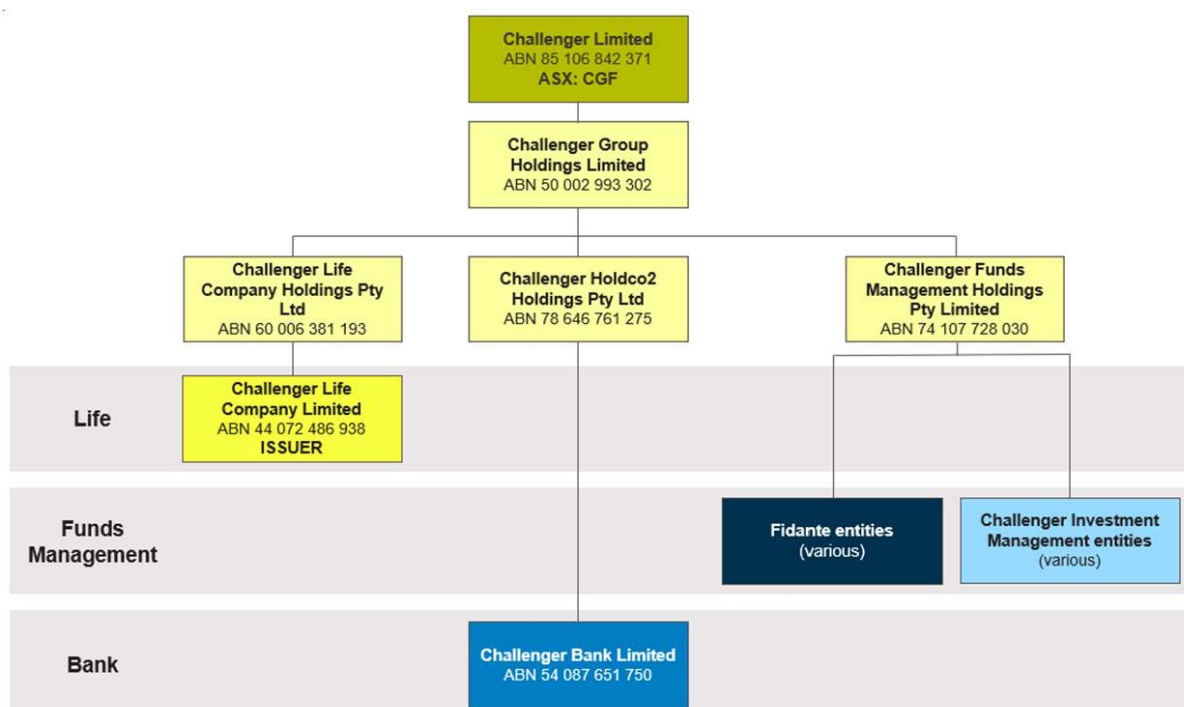 Challenger Limited
ABN 85 106 842 371
ASX: CGF
Challenger Group
Holdings Limited
ABN 50 002 993 302
Challenger Life
Company Holdings Pty
Ltd
ABN 60 006 381 193
Challenger Holdco2
Holdings Pty Ltd
ABN 78 646 761 275
Challenger Funds
Management Holdings
Pty Limited
ABN 74 107 728 030
Life
Challenger Life
Company Limited
ABN 44 072 486 938
ISSUER
Funds
Management
Fidante entities
(various)
Challenger Investment
Management entities
(various)
Bank
Challenger Bank Limited
ABN 54 087 651 750